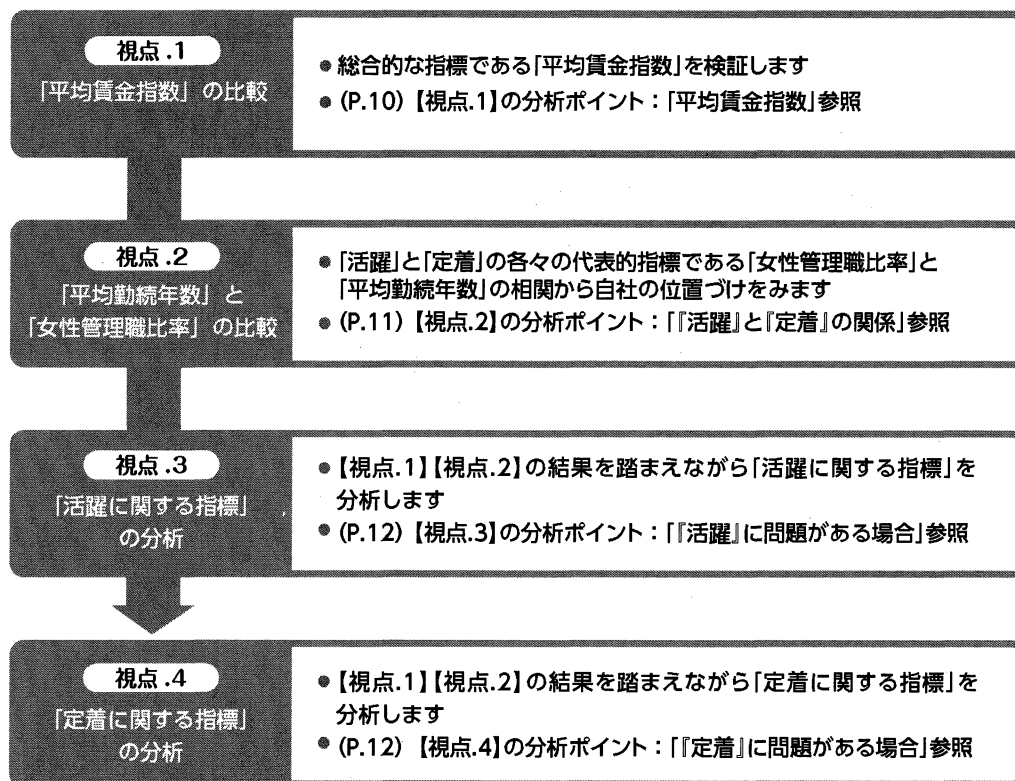 視点.1
「平均賃金指数」の比較
● 総合的な指標である「平均賃金指数」を検証します
● (P.10)【視点.1】の分析ポイント:「平均賃金指数」参照
視点.2
「平均勤続年数」と
「女性管理職比率」の比較
● 「活躍」と「定着」の各々の代表的指標である「女性管理職比率」と
「平均勤続年数」の相関から自社の位置づけをみます
● (P.11)【視点.2】の分析ポイント:「『活躍』と『定着』の関係」参照
視点.3
「活躍に関する指標」
の分析
● 【視点.1】【視点.2】の結果を踏まえながら「活躍に関する指標」を
分析します
● (P.12)【視点.3】の分析ポイント:「『活躍』に問題がある場合」参照
視点.4
「定着に関する指標」
の分析
● 【視点.1】【視点.2】の結果を踏まえながら「定着に関する指標」を
分析します
● (P.12)【視点.4】の分析ポイント:「『定着』に問題がある場合」参照